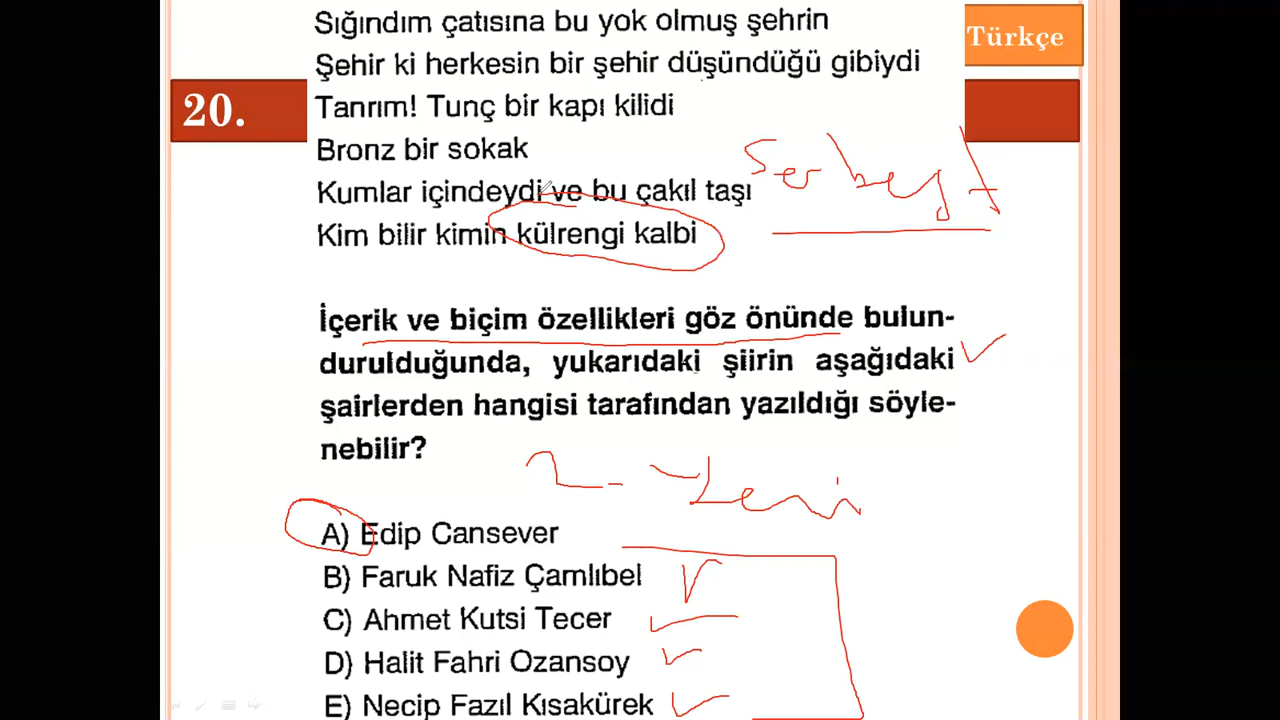 Sığındım çatısına bu yok olmuş şehrin
Türkçe
Şehir ki herkesin bir şehir düşündüğü gibiydi
20.
Tanrım! Tunç bir kapı kilidi
Bronz bir sokak
Serbest
Kumlar içindeydi ve bu çakıl taşı
Kim bilir kimin külrengi kalbi
İçerik ve biçim özellikleri göz önünde bulun-
durulduğunda, yukarıdaki şiirin aşağıdaki
şairlerden hangisi tarafından yazıldığı söyle-
nebilir?
2. Yeni
A) Edip Cansever
B) Faruk Nafiz Çamlıbel
C) Ahmet Kutsi Tecer
D) Halit Fahri Ozansoy
E) Necip Fazıl Kısakürek